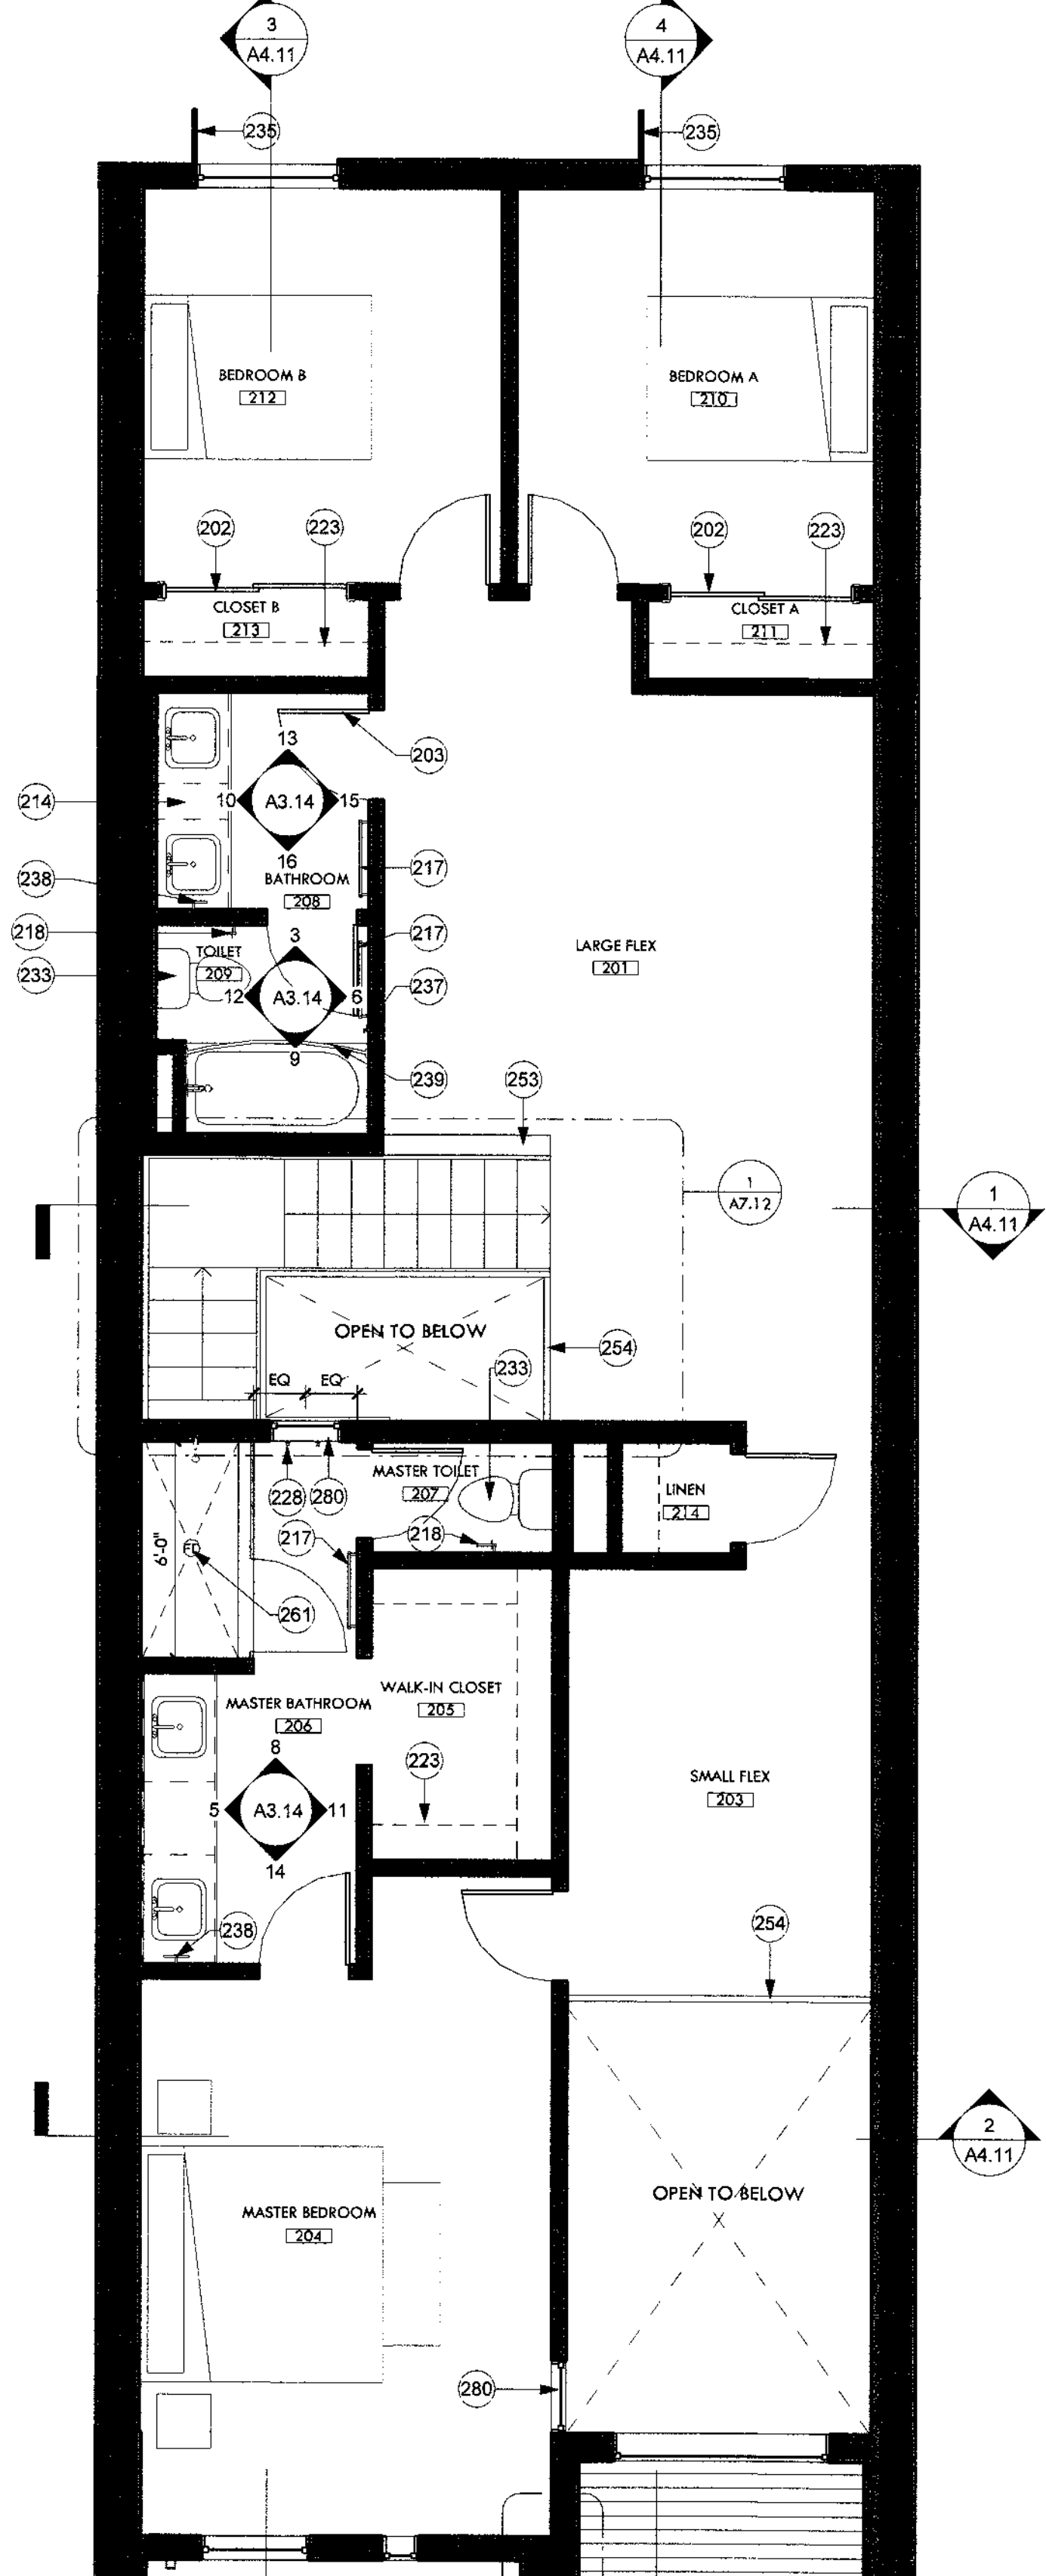 3
A4.11
4
A4.11
235
235
BEDROOM B
212
BEDROOM A
210
202
223
202
223
CLOSET B
213
CLOSET A
211
203
13
214
10
A3.14
15
16
217
238
BATHROOM
208
218
TOILET
209
3
217
LARGE FLEX
201
233
12
A3.14
6
237
9
239
253
1
A7.12
1
A4.11
OPEN TO BELOW
254
233
EQ
EQ
MASTER TOILET
207
228
280
LINEN
214
217
218
6'-0"
FD
261
WALK-IN CLOSET
205
MASTER BATHROOM
206
8
223
SMALL FLEX
203
5
A3.14
11
14
238
254
2
A4.11
OPEN TO BELOW
MASTER BEDROOM
204
280